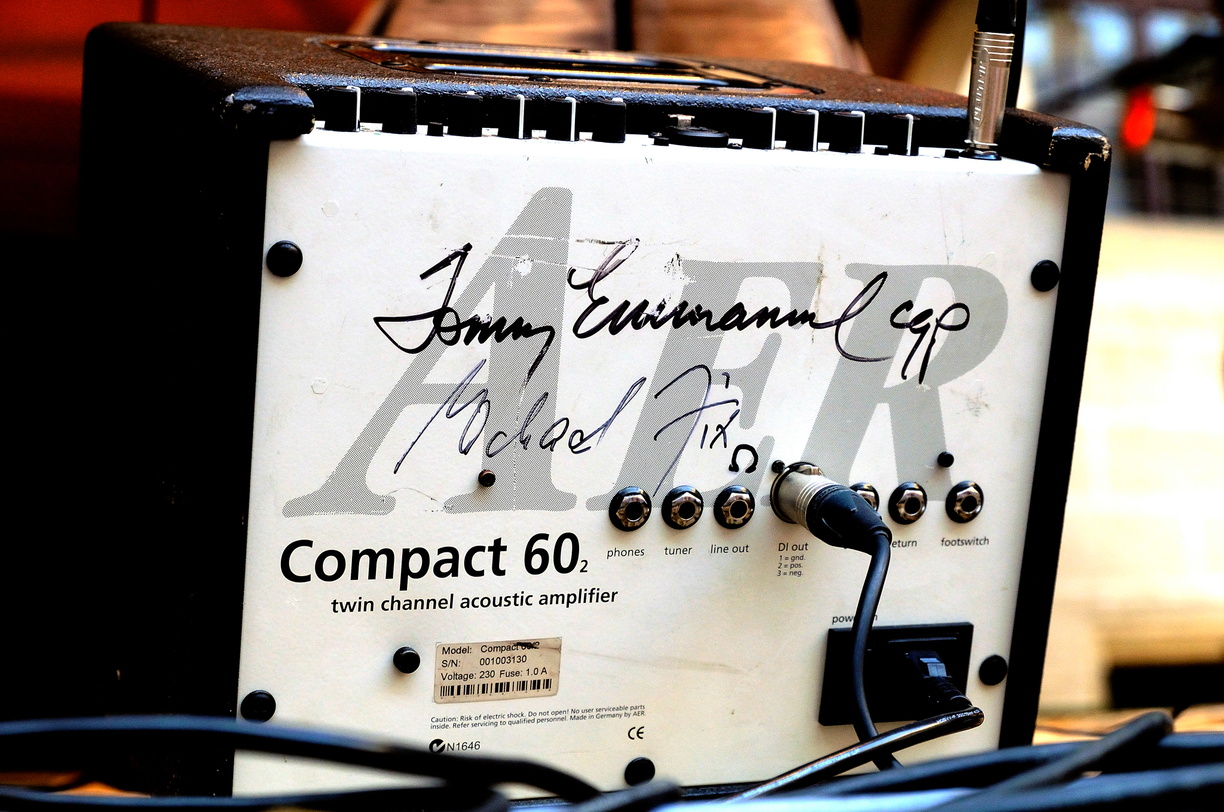 AER
Tommy Emmanuel cgp
Michael Fix
Ω
phones tuner line out DI out footswitch
1 = gnd.
2 = pos.
3 = neg.
Compact 60₂
twin channel acoustic amplifier
Model: Compact 60/2
S/N: 001003130
Voltage: 230 Fuse: 1.0 A
Caution: Risk of electric shock. Do not open! No user serviceable parts
inside. Refer servicing to qualified personnel. Made in Germany by AER
CE
N1646